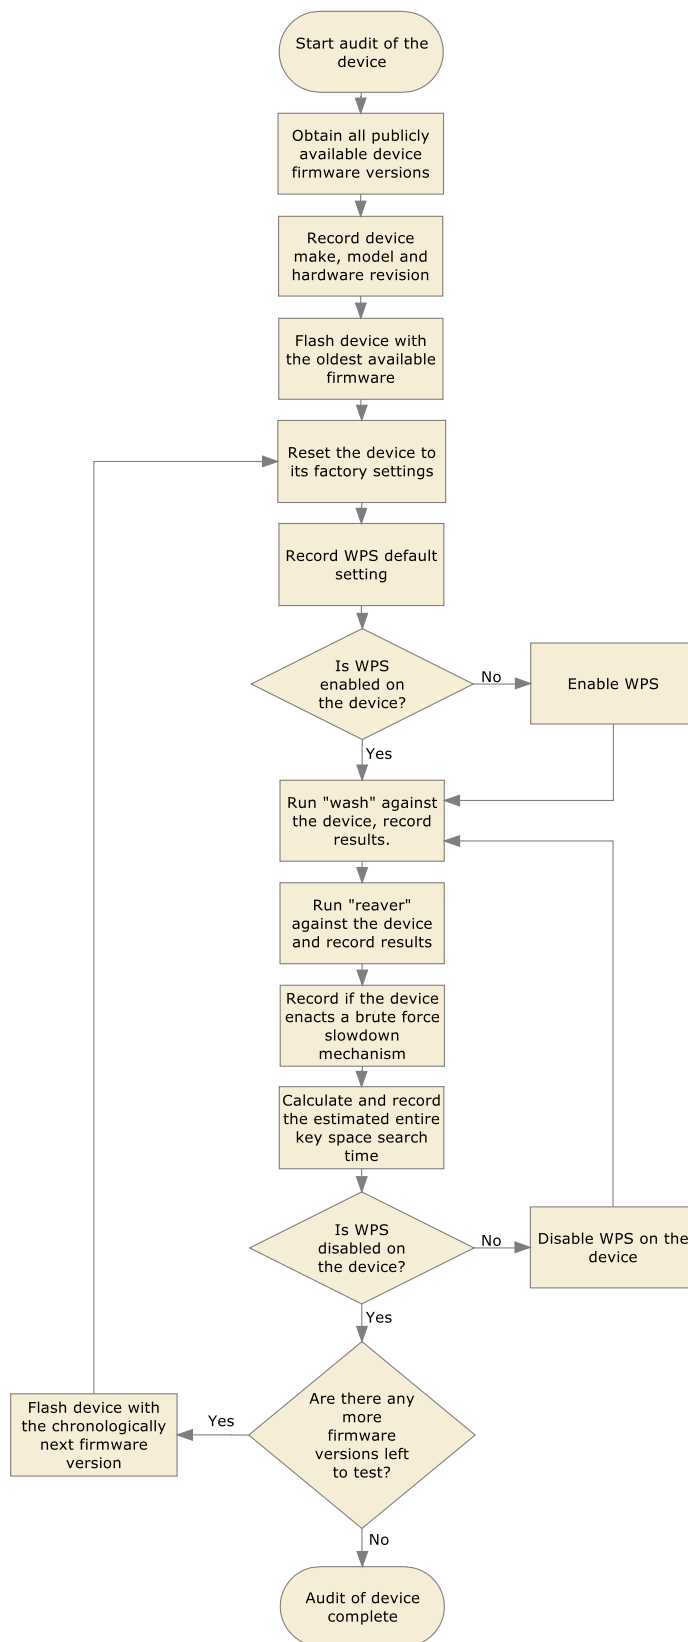 Start audit of the
device
Obtain all publicly
available device
firmware versions
Record device
make, model and
hardware revision
Flash device with
the oldest available
firmware
Reset the device to
its factory settings
Record WPS default
setting
Is WPS
enabled on
the device?
No
Enable WPS
Yes
Run "wash" against
the device, record
results.
Run "reaver"
against the device
and record results
Record if the device
enacts a brute force
slowdown
mechanism
Calculate and record
the estimated entire
key space search
time
Is WPS
disabled on
the device?
No
Disable WPS on the
device
Yes
Are there any
more
firmware
versions left
to test?
Yes
Flash device with
the chronologically
next firmware
version
No
Audit of device
complete